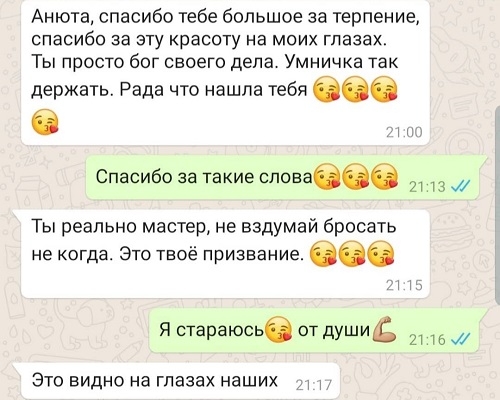 Анюта, спасибо тебе большое за терпение,
спасибо за эту красоту на моих глазах.
Ты просто бог своего дела. Умничка так
держать. Рада что нашла тебя 😘😘😘
😘
21:00
Спасибо за такие слова😘😘😘 21:13
Ты реально мастер, не вздумай бросать
не когда. Это твоё призвание. 😘😘😘
21:15
Я стараюсь😘 от души💪🏽 21:16
Это видно на глазах наших 21:17